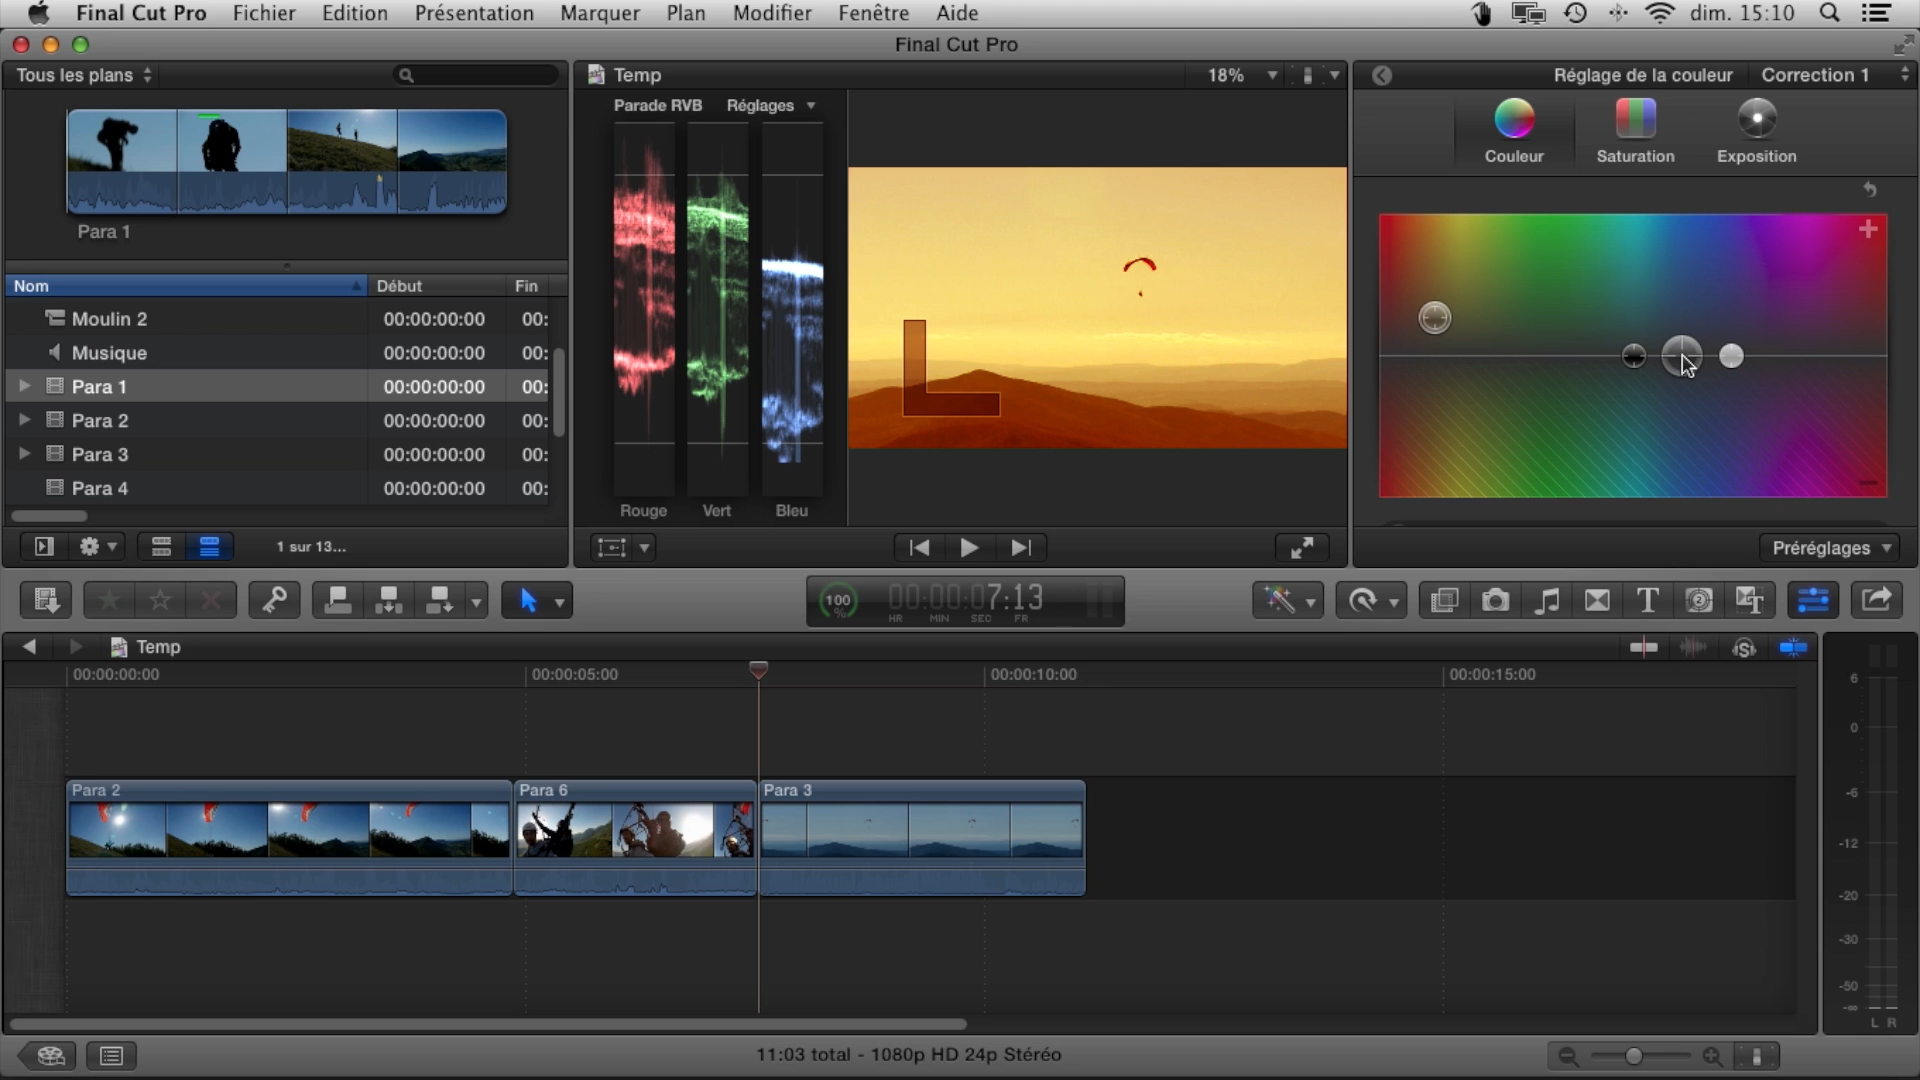 Final Cut Pro Fichier Edition Présentation Marquer Plan Modifier Fenêtre Aide dim. 15:10
Final Cut Pro
Tous les plans
Para 1
Nom Début Fin
Moulin 2 00:00:00:00 00:
Musique 00:00:00:00 00:
Para 1 00:00:00:00 00:
Para 2 00:00:00:00 00:
Para 3 00:00:00:00 00:
Para 4 00:00:00:00 00:
1 sur 13...
Temp 18%
Parade RVB Réglages
Rouge Vert Bleu
Réglage de la couleur Correction 1
Couleur Saturation Exposition
Préréglages
100 % 00:00:07:13
HR MIN SEC FR
Temp
00:00:00:00 00:00:05:00 00:00:10:00 00:00:15:00
Para 2 Para 6 Para 3
6
0
-6
-12
-20
-30
-50
-∞
L R
11:03 total - 1080p HD 24p Stéréo